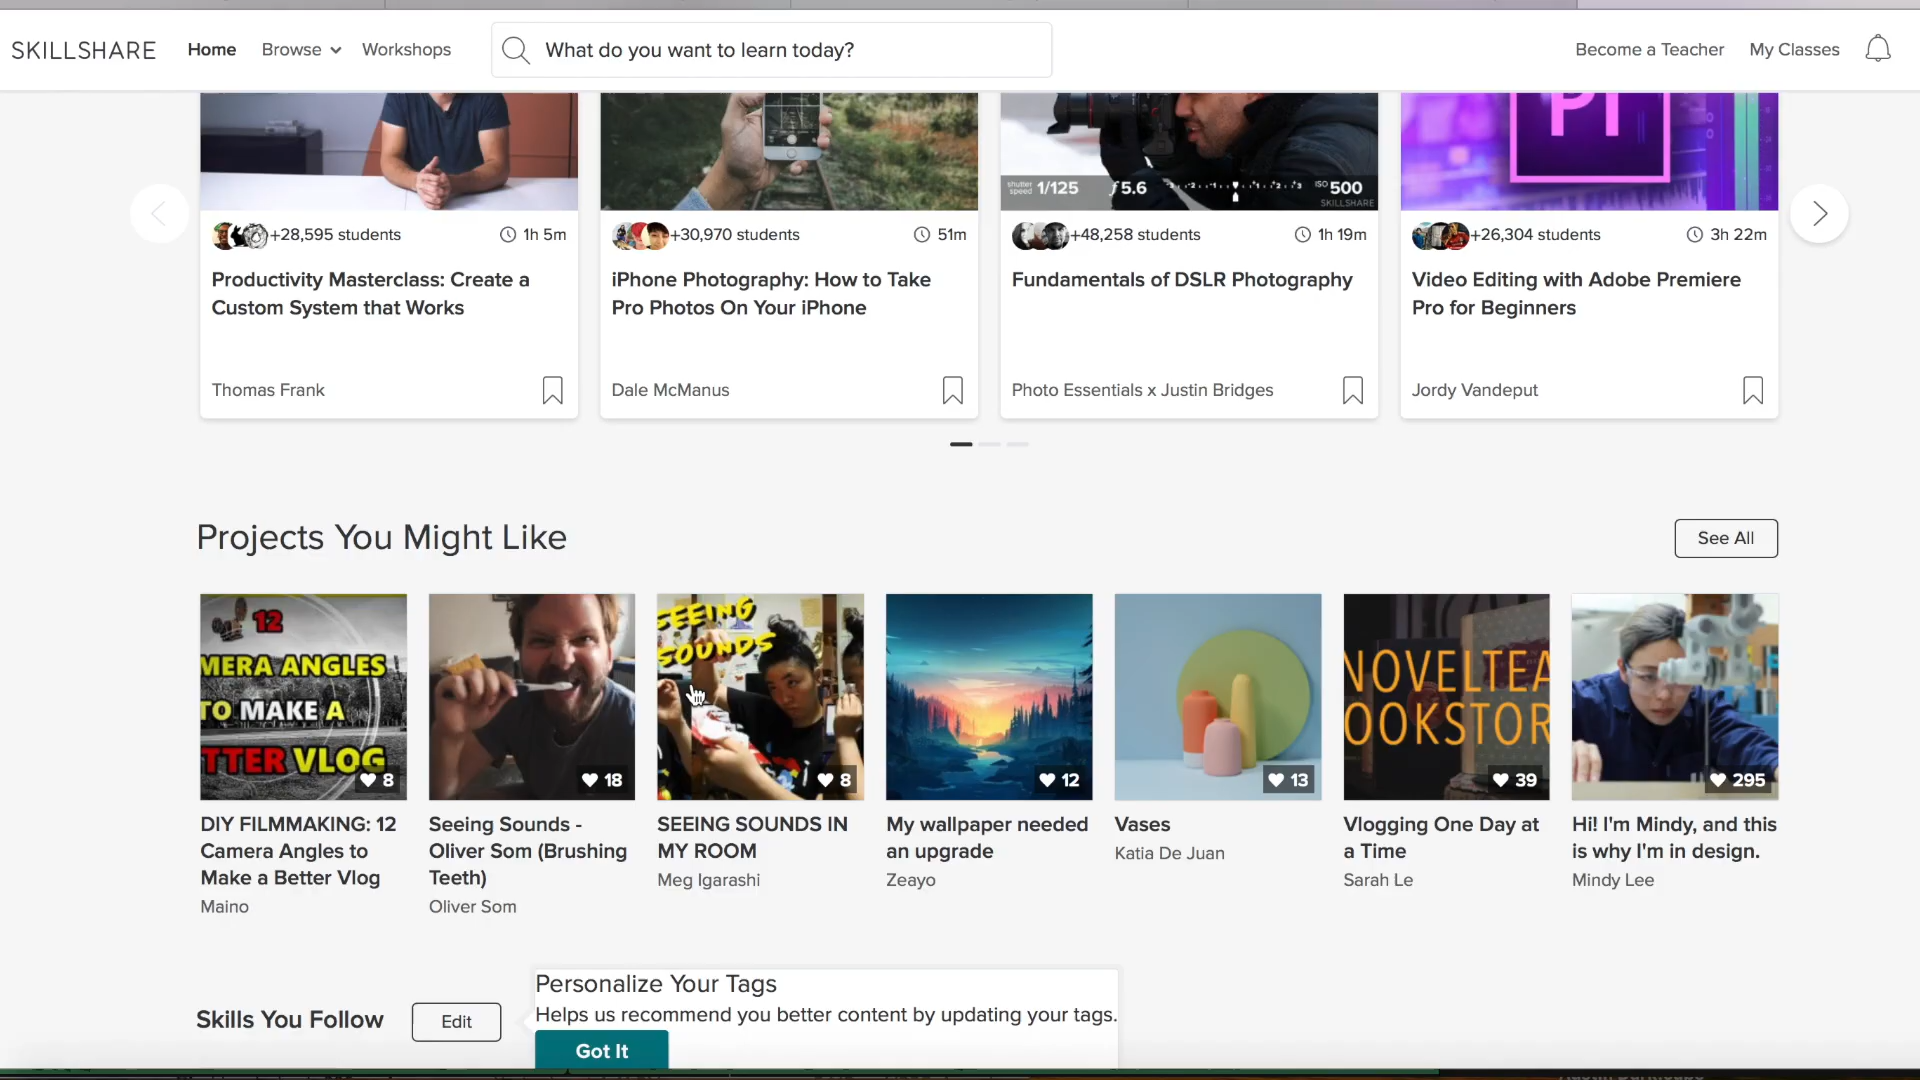 SKILLSHARE
Home
Browse
Workshops
What do you want to learn today?
Become a Teacher
My Classes
shutter speed 1/125 f5.6 ISO 500
SKILLSHARE
Pr
+28,595 students
1h 5m
+30,970 students
51m
+48,258 students
1h 19m
+26,304 students
3h 22m
Productivity Masterclass: Create a
Custom System that Works
iPhone Photography: How to Take
Pro Photos On Your iPhone
Fundamentals of DSLR Photography
Video Editing with Adobe Premiere
Pro for Beginners
Thomas Frank
Dale McManus
Photo Essentials x Justin Bridges
Jordy Vandeput
Projects You Might Like
See All
12
MERA ANGLES
TO MAKE A
TTER VLOG
8
18
SEEING
SOUNDS
8
12
13
NOVELTEA
OOKSTOR
39
295
DIY FILMMAKING: 12
Camera Angles to
Make a Better Vlog
Maino
Seeing Sounds -
Oliver Som (Brushing
Teeth)
Oliver Som
SEEING SOUNDS IN
MY ROOM
Meg Igarashi
My wallpaper needed
an upgrade
Zeayo
Vases
Katia De Juan
Vlogging One Day at
a Time
Sarah Le
Hi! I'm Mindy, and this
is why I'm in design.
Mindy Lee
Skills You Follow
Edit
Personalize Your Tags
Helps us recommend you better content by updating your tags.
Got It